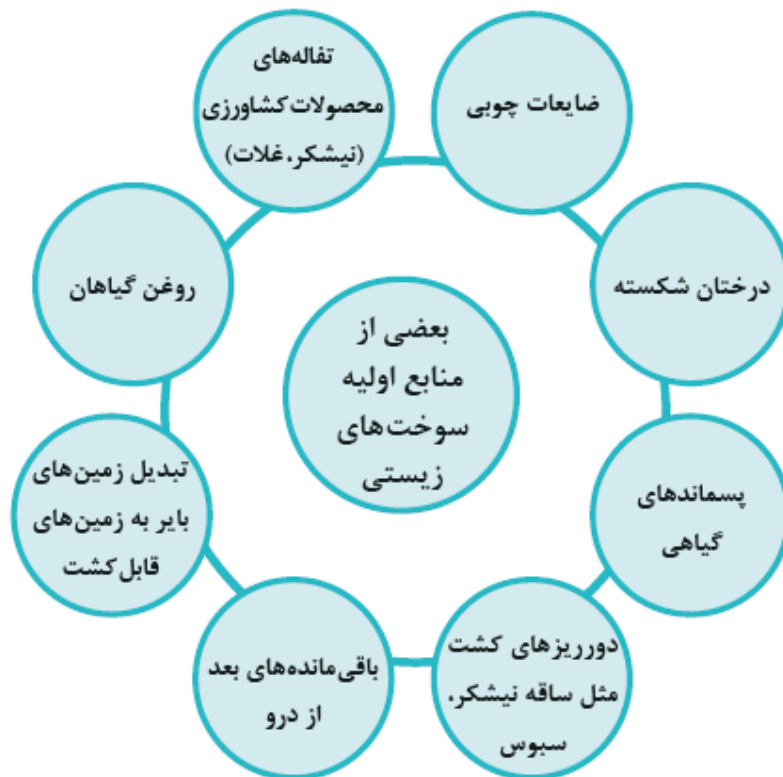 بعضی از
منابع اولیه
سوخت‌های
زیستی
ضایعات چوبی
درختان شکسته
پسماندهای
گیاهی
دورریزهای کشت
مثل ساقه نیشکر،
سبوس
باقی‌مانده‌های بعد
از درو
تبدیل زمین‌های
بایر به زمین‌های
قابل‌کشت
روغن گیاهان
تفاله‌های
محصولات کشاورزی
(نیشکر، غلات)